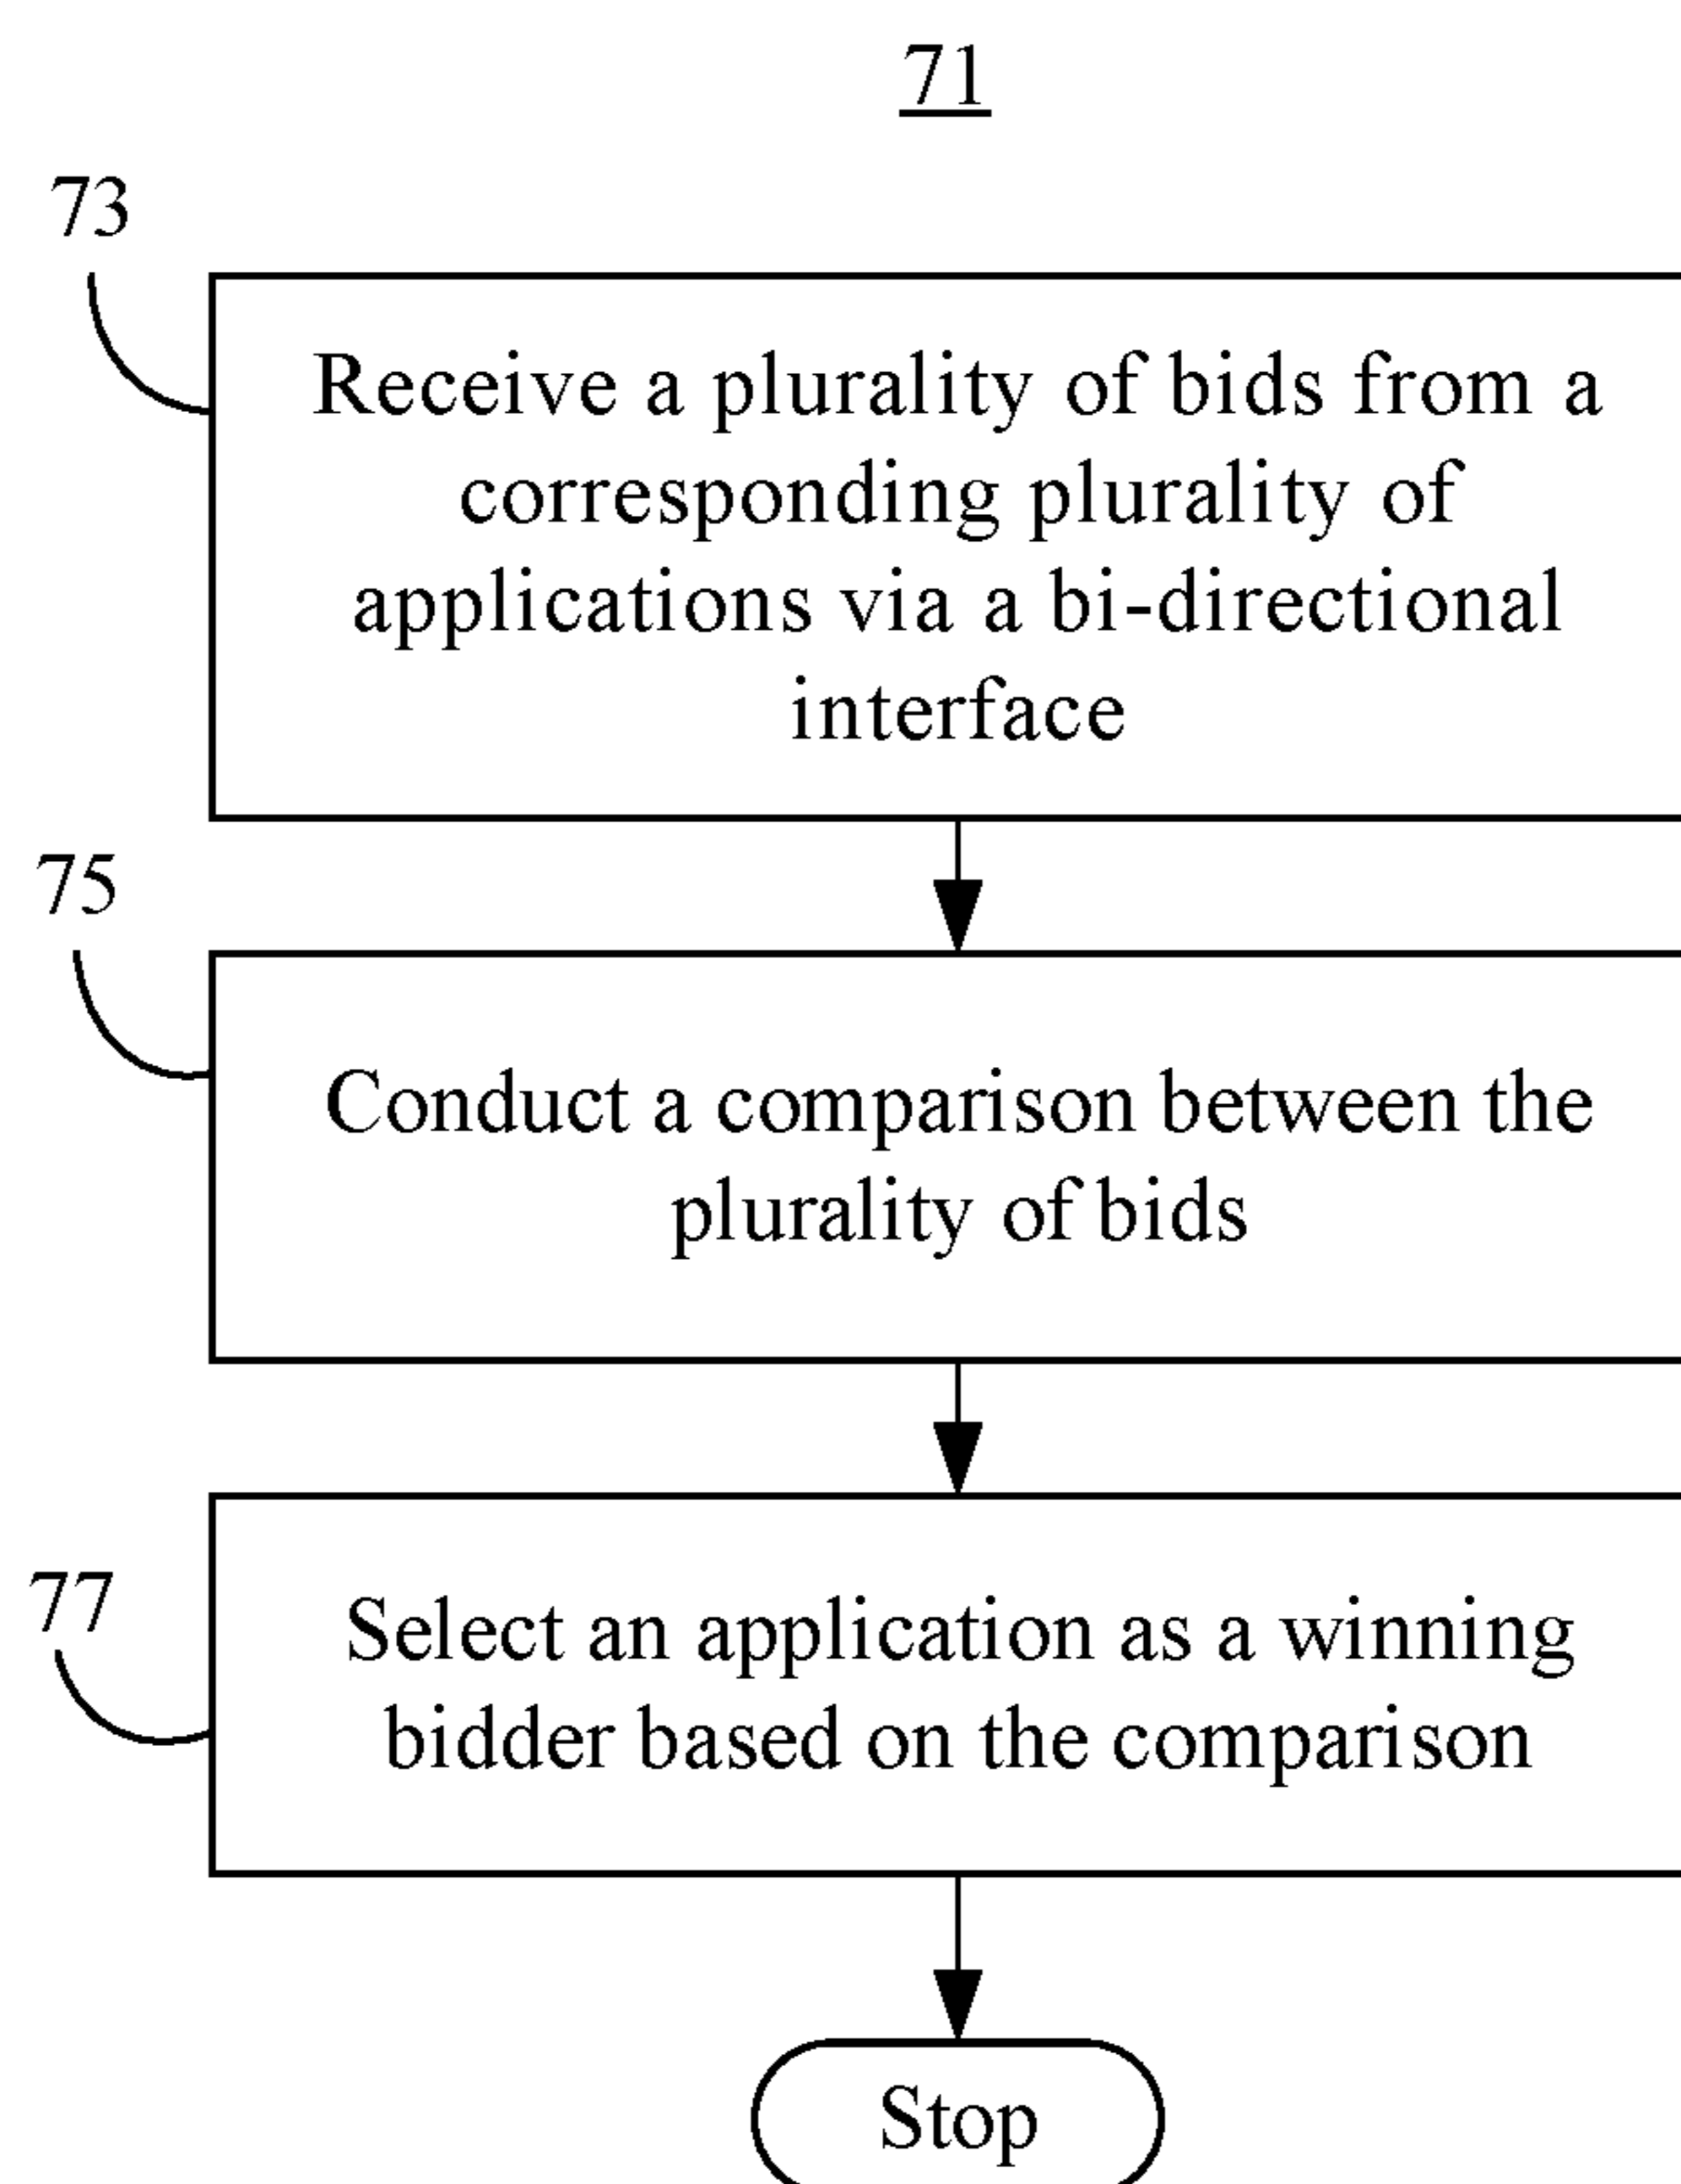 71
73
Receive a plurality of bids from a
corresponding plurality of
applications via a bi-directional
interface
75
Conduct a comparison between the
plurality of bids
77
Select an application as a winning
bidder based on the comparison
Stop